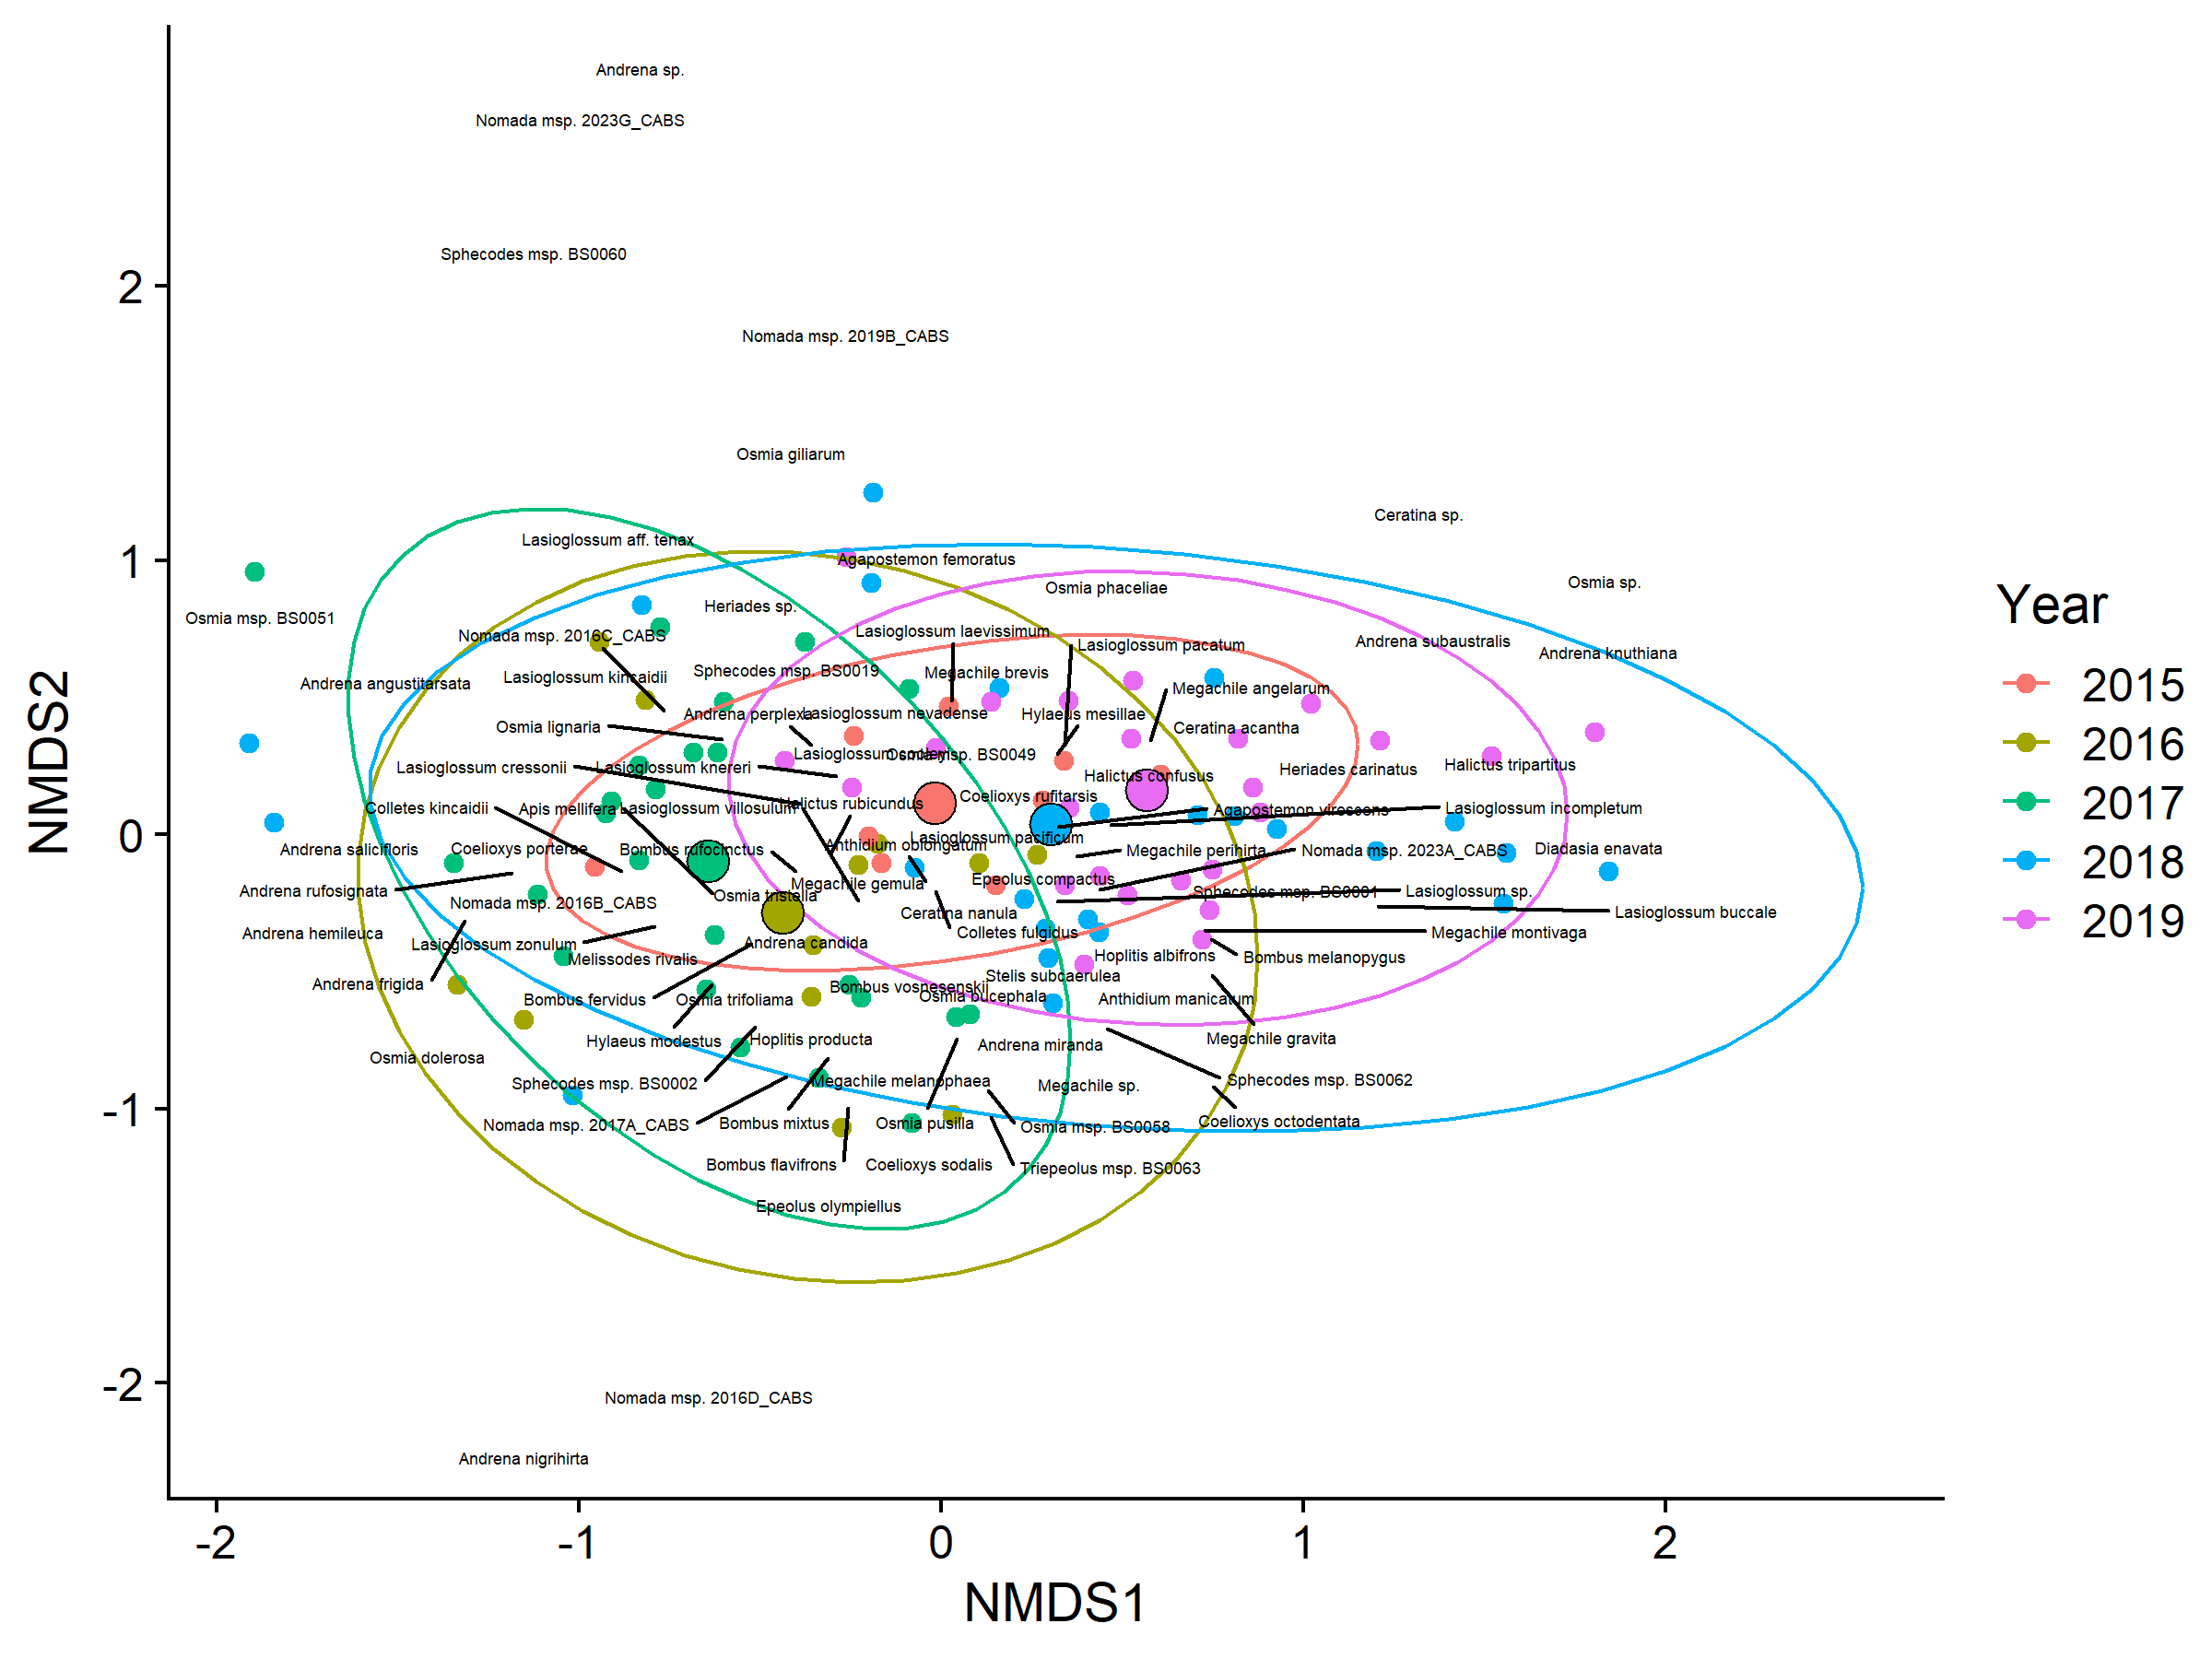 Andrena sp.
Nomada msp. 2023G_CABS
Sphecodes msp. BS0060
Nomada msp. 2019B_CABS
Osmia giliarum
Ceratina sp.
Lasioglossum aff. tenax
Agapostemon femoratus
Osmia sp.
Osmia phaceliae
Heriades sp.
Osmia msp. BS0051
Nomada msp. 2016C_CABS
Lasioglossum laevissimum
Lasioglossum pacatum
Andrena subaustralis
Andrena knuthiana
Sphecodes msp. BS0019
Megachile brevis
Lasioglossum kincaidii
Andrena angustitarsata
Megachile angelarum
Andrena perplexa
Lasioglossum nevadense
Hylaeus mesillae
Osmia lignaria
Ceratina acantha
Osmia msp. BS0049
Lasioglossum cressonii
Lasioglossum knereri
Halictus tripartitus
Heriades carinatus
Halictus confusus
Coelioxys rufitarsis
Halictus rubicundus
Colletes kincaidii
Apis mellifera
Lasioglossum villosulum
Agapostemon virescens
Lasioglossum incompletum
Lasioglossum pacificum
Anthidium oblongatum
Andrena salicifloris
Coelioxys porterae
Bombus rufocinctus
Megachile perihirta
Nomada msp. 2023A_CABS
Diadasia enavata
Epeolus compactus
Megachile gemula
Andrena rufosignata
Osmia tristella
Sphecodes msp. BS0001
Lasioglossum sp.
Nomada msp. 2016B_CABS
Ceratina nanula
Lasioglossum buccale
Andrena hemileuca
Colletes fulgidus
Megachile montivaga
Lasioglossum zonulum
Andrena candida
Melissodes rivalis
Hoplitis albifrons
Bombus melanopygus
Stelis subcaerulea
Andrena frigida
Bombus vosnesenskii
Osmia bucephala
Bombus fervidus
Osmia trifoliama
Anthidium manicatum
Hylaeus modestus
Hoplitis producta
Megachile gravita
Andrena miranda
Osmia dolerosa
Sphecodes msp. BS0002
Megachile melanophaea
Megachile sp.
Sphecodes msp. BS0062
Nomada msp. 2017A_CABS
Bombus mixtus
Osmia pusilla
Osmia msp. BS0058
Coelioxys octodentata
Bombus flavifrons
Coelioxys sodalis
Triepeolus msp. BS0063
Epeolus olympiellus
Nomada msp. 2016D_CABS
Andrena nigrihirta
2
1
0
-1
-2
NMDS2
-2 -1 0 1 2
NMDS1
Year
2015
2016
2017
2018
2019